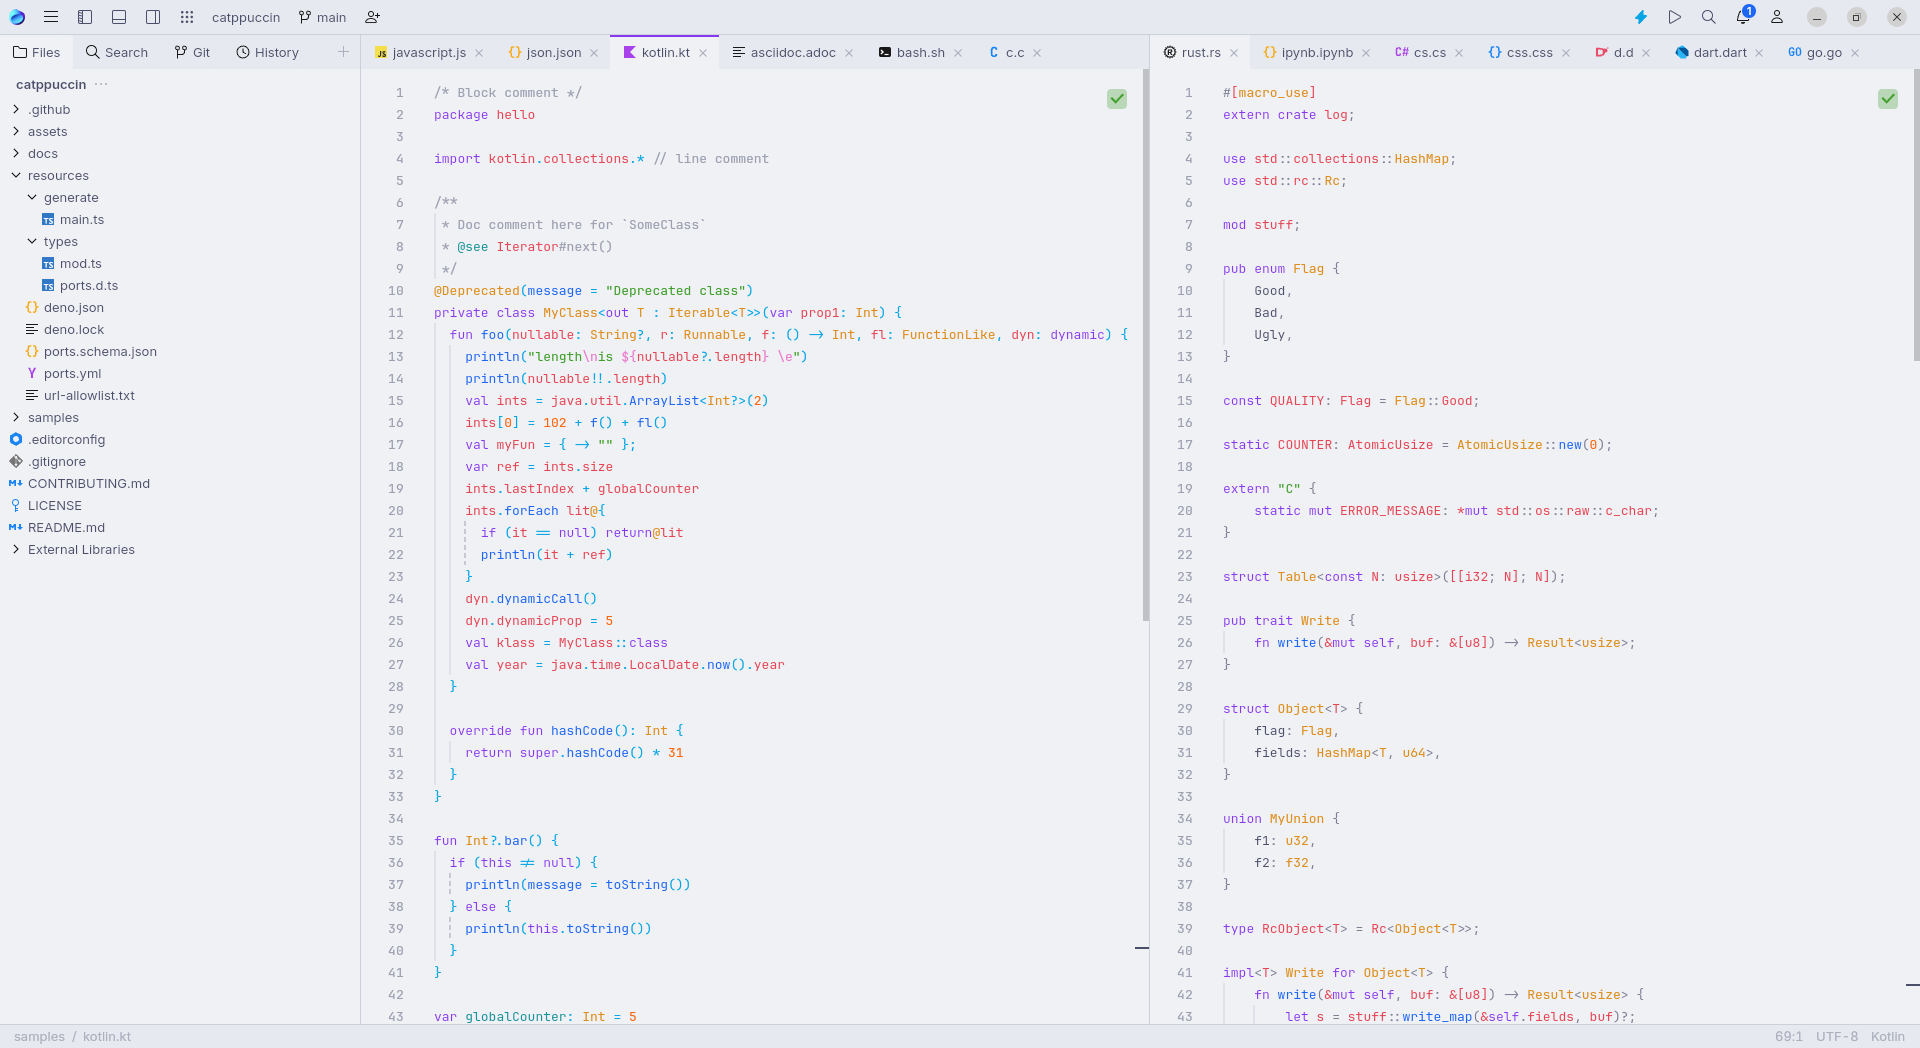 catppuccin
main
1
Files
Search
Git
History
catppuccin
.github
assets
docs
resources
generate
main.ts
types
mod.ts
ports.d.ts
deno.json
deno.lock
ports.schema.json
ports.yml
url-allowlist.txt
samples
.editorconfig
.gitignore
CONTRIBUTING.md
LICENSE
README.md
External Libraries
javascript.js
json.json
kotlin.kt
asciidoc.adoc
bash.sh
c.c
1 /* Block comment */
2 package hello
3
4 import kotlin.collections.* // line comment
5
6 /**
7 * Doc comment here for `SomeClass`
8 * @see Iterator#next()
9 */
10 @Deprecated(message = "Deprecated class")
11 private class MyClass<out T : Iterable<T>>(var prop1: Int) {
12 fun foo(nullable: String?, r: Runnable, f: () -> Int, fl: FunctionLike, dyn: dynamic) {
13 println("length\nis ${nullable?.length} \e")
14 println(nullable!!.length)
15 val ints = java.util.ArrayList<Int?>(2)
16 ints[0] = 102 + f() + fl()
17 val myFun = { -> "" };
18 var ref = ints.size
19 ints.lastIndex + globalCounter
20 ints.forEach lit@{
21 if (it == null) return@lit
22 println(it + ref)
23 }
24 dyn.dynamicCall()
25 dyn.dynamicProp = 5
26 val klass = MyClass::class
27 val year = java.time.LocalDate.now().year
28 }
29
30 override fun hashCode(): Int {
31 return super.hashCode() * 31
32 }
33 }
34
35 fun Int?.bar() {
36 if (this != null) {
37 println(message = toString())
38 } else {
39 println(this.toString())
40 }
41 }
42
43 var globalCounter: Int = 5
rust.rs
ipynb.ipynb
C# cs.cs
css.css
d.d
dart.dart
GO go.go
1 #[macro_use]
2 extern crate log;
3
4 use std::collections::HashMap;
5 use std::rc::Rc;
6
7 mod stuff;
8
9 pub enum Flag {
10 Good,
11 Bad,
12 Ugly,
13 }
14
15 const QUALITY: Flag = Flag::Good;
16
17 static COUNTER: AtomicUsize = AtomicUsize::new(0);
18
19 extern "C" {
20 static mut ERROR_MESSAGE: *mut std::os::raw::c_char;
21 }
22
23 struct Table<const N: usize>([[i32; N]; N]);
24
25 pub trait Write {
26 fn write(&mut self, buf: &[u8]) -> Result<usize>;
27 }
28
29 struct Object<T> {
30 flag: Flag,
31 fields: HashMap<T, u64>,
32 }
33
34 union MyUnion {
35 f1: u32,
36 f2: f32,
37 }
38
39 type RcObject<T> = Rc<Object<T>>;
40
41 impl<T> Write for Object<T> {
42 fn write(&mut self, buf: &[u8]) -> Result<usize> {
43 let s = stuff::write_map(&self.fields, buf)?;
samples / kotlin.kt
69:1 UTF-8 Kotlin